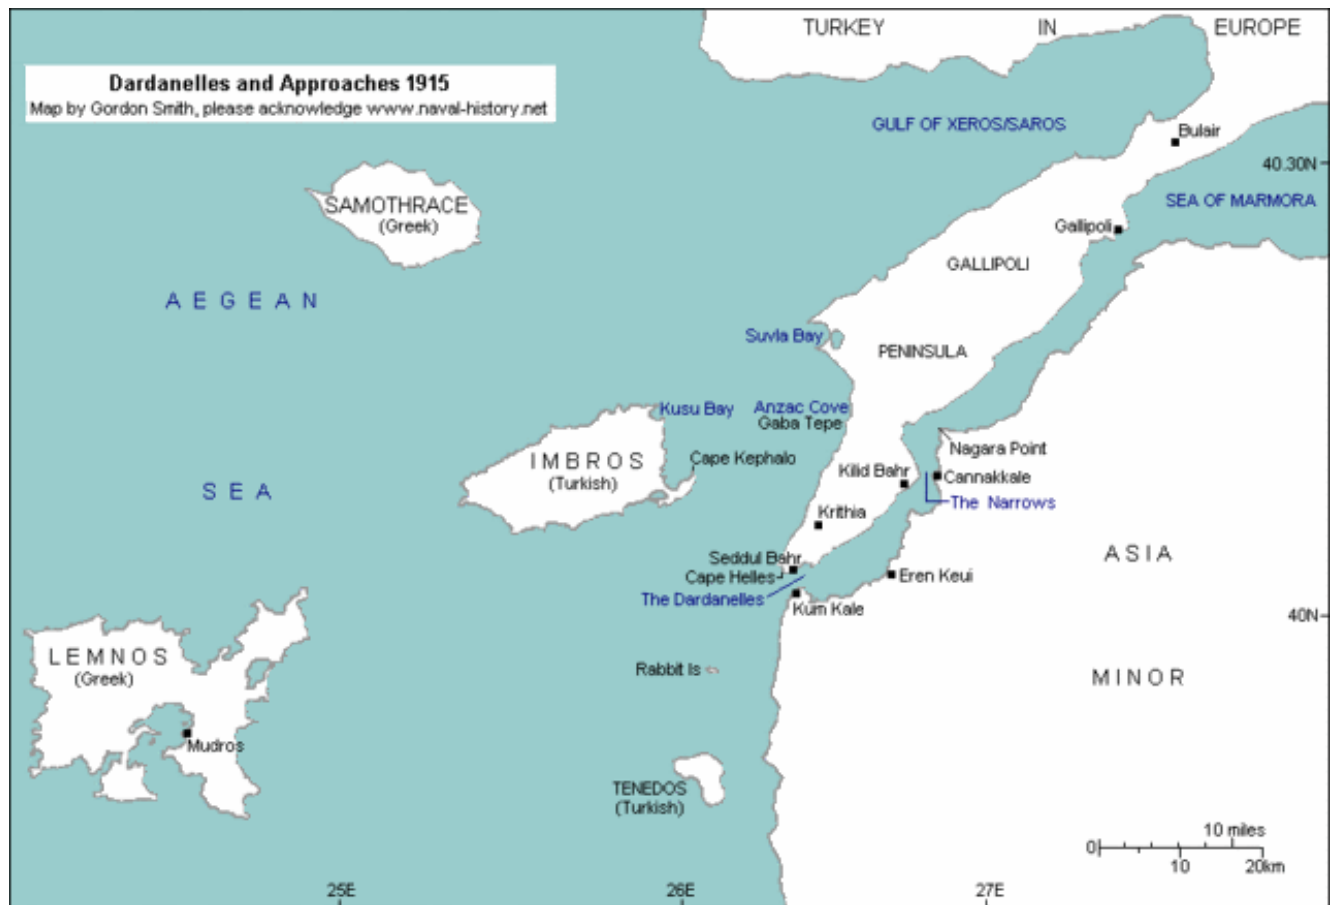 TURKEY IN EUROPE
Dardanelles and Approaches 1915
Map by Gordon Smith, please acknowledge www.naval-history.net
GULF OF XEROS/SAROS
Bulair
40.30N
SEA OF MARMORA
SAMOTHRACE
(Greek)
Gallipoli
GALLIPOLI
AEGEAN
Suvla Bay
PENINSULA
Kusu Bay
Anzac Cove
Gaba Tepe
Nagara Point
IMBROS
(Turkish)
Cape Kephalo
Kilid Bahr
Cannakkale
SEA
The Narrows
Krithia
ASIA
Seddul Bahr
Cape Helles
Eren Keui
The Dardanelles
Kum Kale
40N
LEMNOS
(Greek)
Rabbit Is
MINOR
Mudros
TENEDOS
(Turkish)
10 miles
0
10 20km
25E 26E 27E